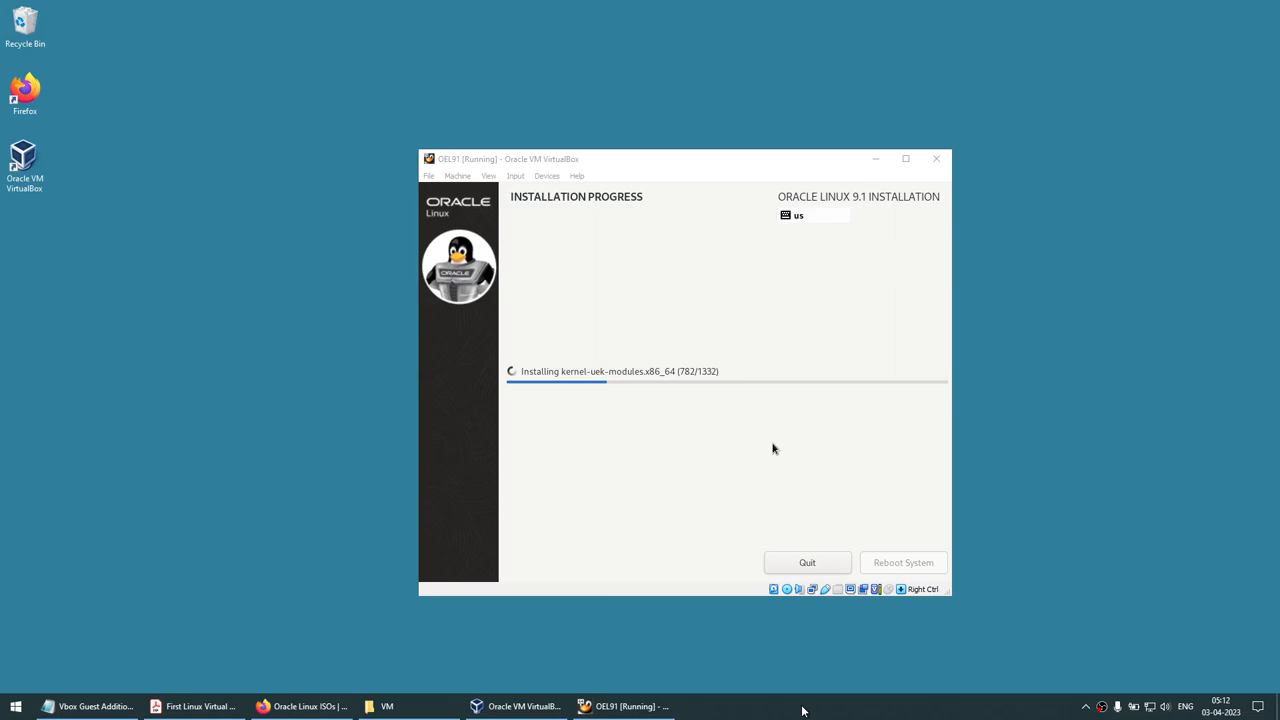 Recycle Bin
Firefox
Oracle VM
VirtualBox
OEL91 [Running] - Oracle VM VirtualBox
File Machine View Input Devices Help
ORACLE
Linux
ORACLE
INSTALLATION PROGRESS
ORACLE LINUX 9.1 INSTALLATION
us
Installing kernel-uek-modules.x86_64 (782/1332)
Quit
Reboot System
Right Ctrl
Vbox Guest Additio...
First Linux Virtual ...
Oracle Linux ISOs | ...
VM
Oracle VM VirtualB...
OEL91 [Running] - ...
ENG
05:12
03-04-2023